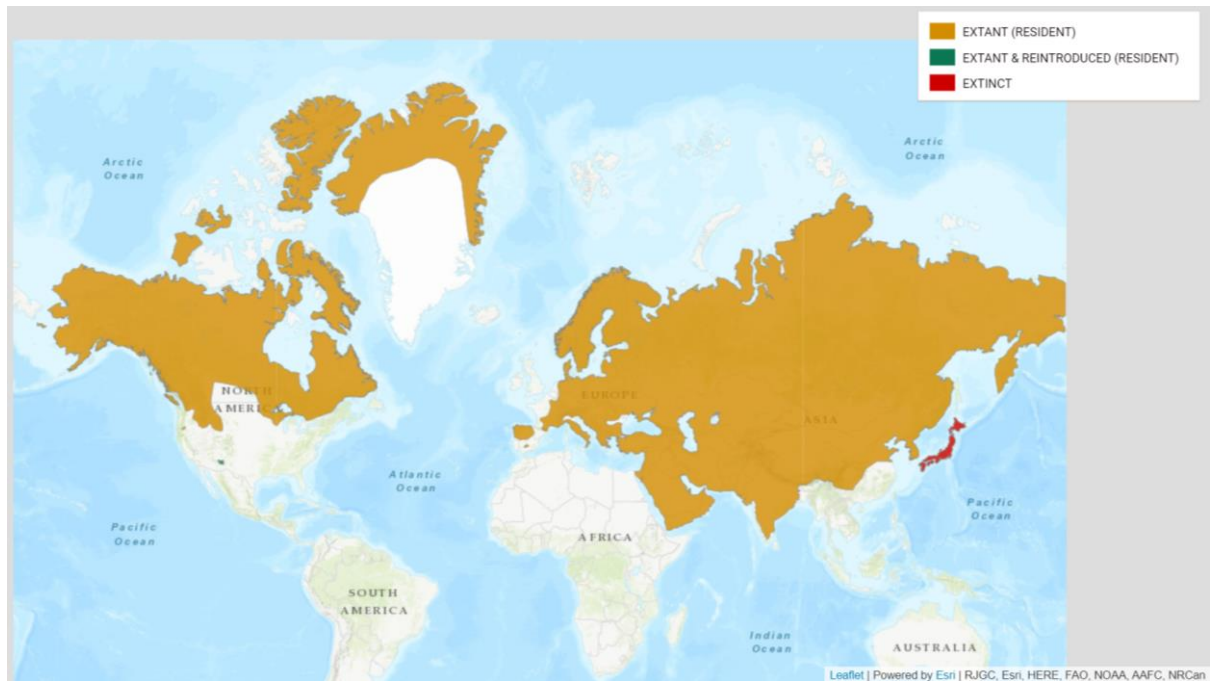 EXTANT (RESIDENT)
EXTANT & REINTRODUCED (RESIDENT)
EXTINCT
Arctic
Ocean
Arctic
Ocean
NORTH
AMERICA
EUROPE
ASIA
Atlantic
Ocean
Pacific
Ocean
Pacific
Ocean
AFRICA
SOUTH
AMERICA
Indian
Ocean
AUSTRALIA
Leaflet | Powered by Esri | RJGC, Esri, HERE, FAO, NOAA, AAFC, NRCan